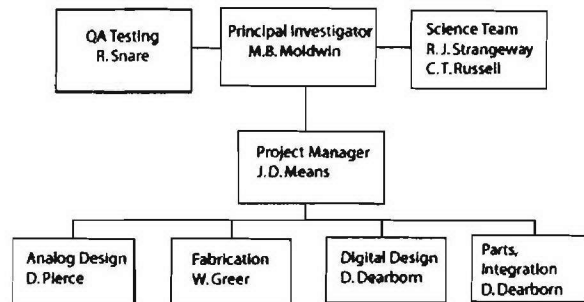 QA Testing
R. Snare
Principal Investigator
M.B. Moldwin
Science Team
R. J. Strangeway
C. T. Russell
Project Manager
J. D. Means
Analog Design
D. Pierce
Fabrication
W. Greer
Digital Design
D. Dearborn
Parts,
Integration
D. Dearborn